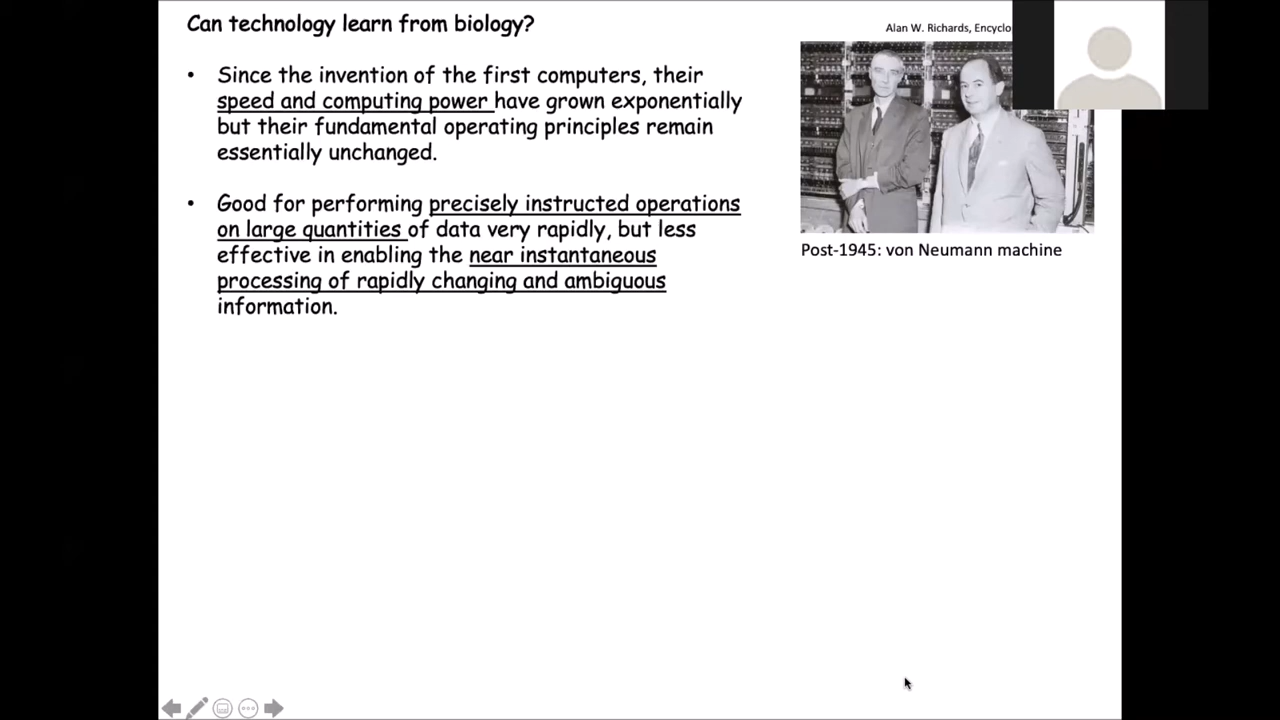 Can technology learn from biology?
Alan W. Richards, Encyclo
• Since the invention of the first computers, their
speed and computing power have grown exponentially
but their fundamental operating principles remain
essentially unchanged.
• Good for performing precisely instructed operations
on large quantities of data very rapidly, but less
effective in enabling the near instantaneous
processing of rapidly changing and ambiguous
information.
Post-1945: von Neumann machine